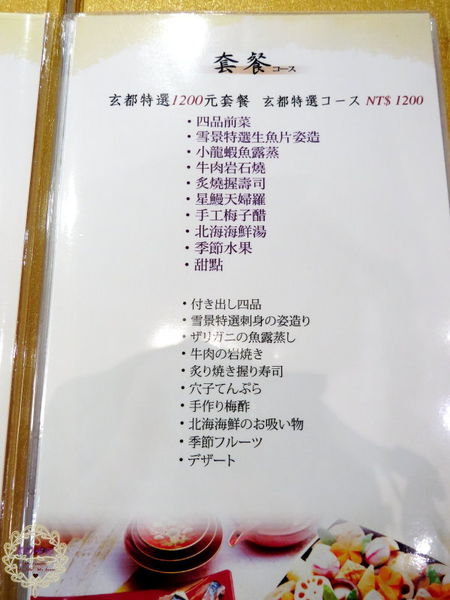 套餐コース
玄都特選1200元套餐 玄都特選コース NT$ 1200
・四品前菜
・雪景特選生魚片姿造
・小龍蝦魚露蒸
・牛肉岩石燒
・炙燒握壽司
・星鰻天婦羅
・手工梅子醋
・北海海鮮湯
・季節水果
・甜點
・付き出し四品
・雪景特選刺身の姿造り
・ザリガニの魚露蒸し
・牛肉の岩焼き
・炙り焼き握り寿司
・穴子てんぷら
・手作り梅酢
・北海海鮮のお吸い物
・季節フルーツ
・デザート